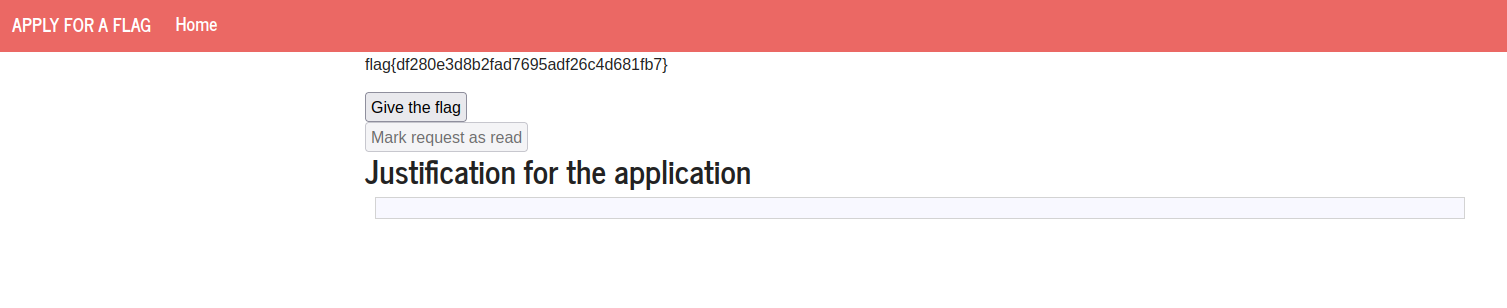 APPLY FOR A FLAG Home
flag{df280e3d8b2fad7695adf26c4d681fb7}
Give the flag
Mark request as read
Justification for the application